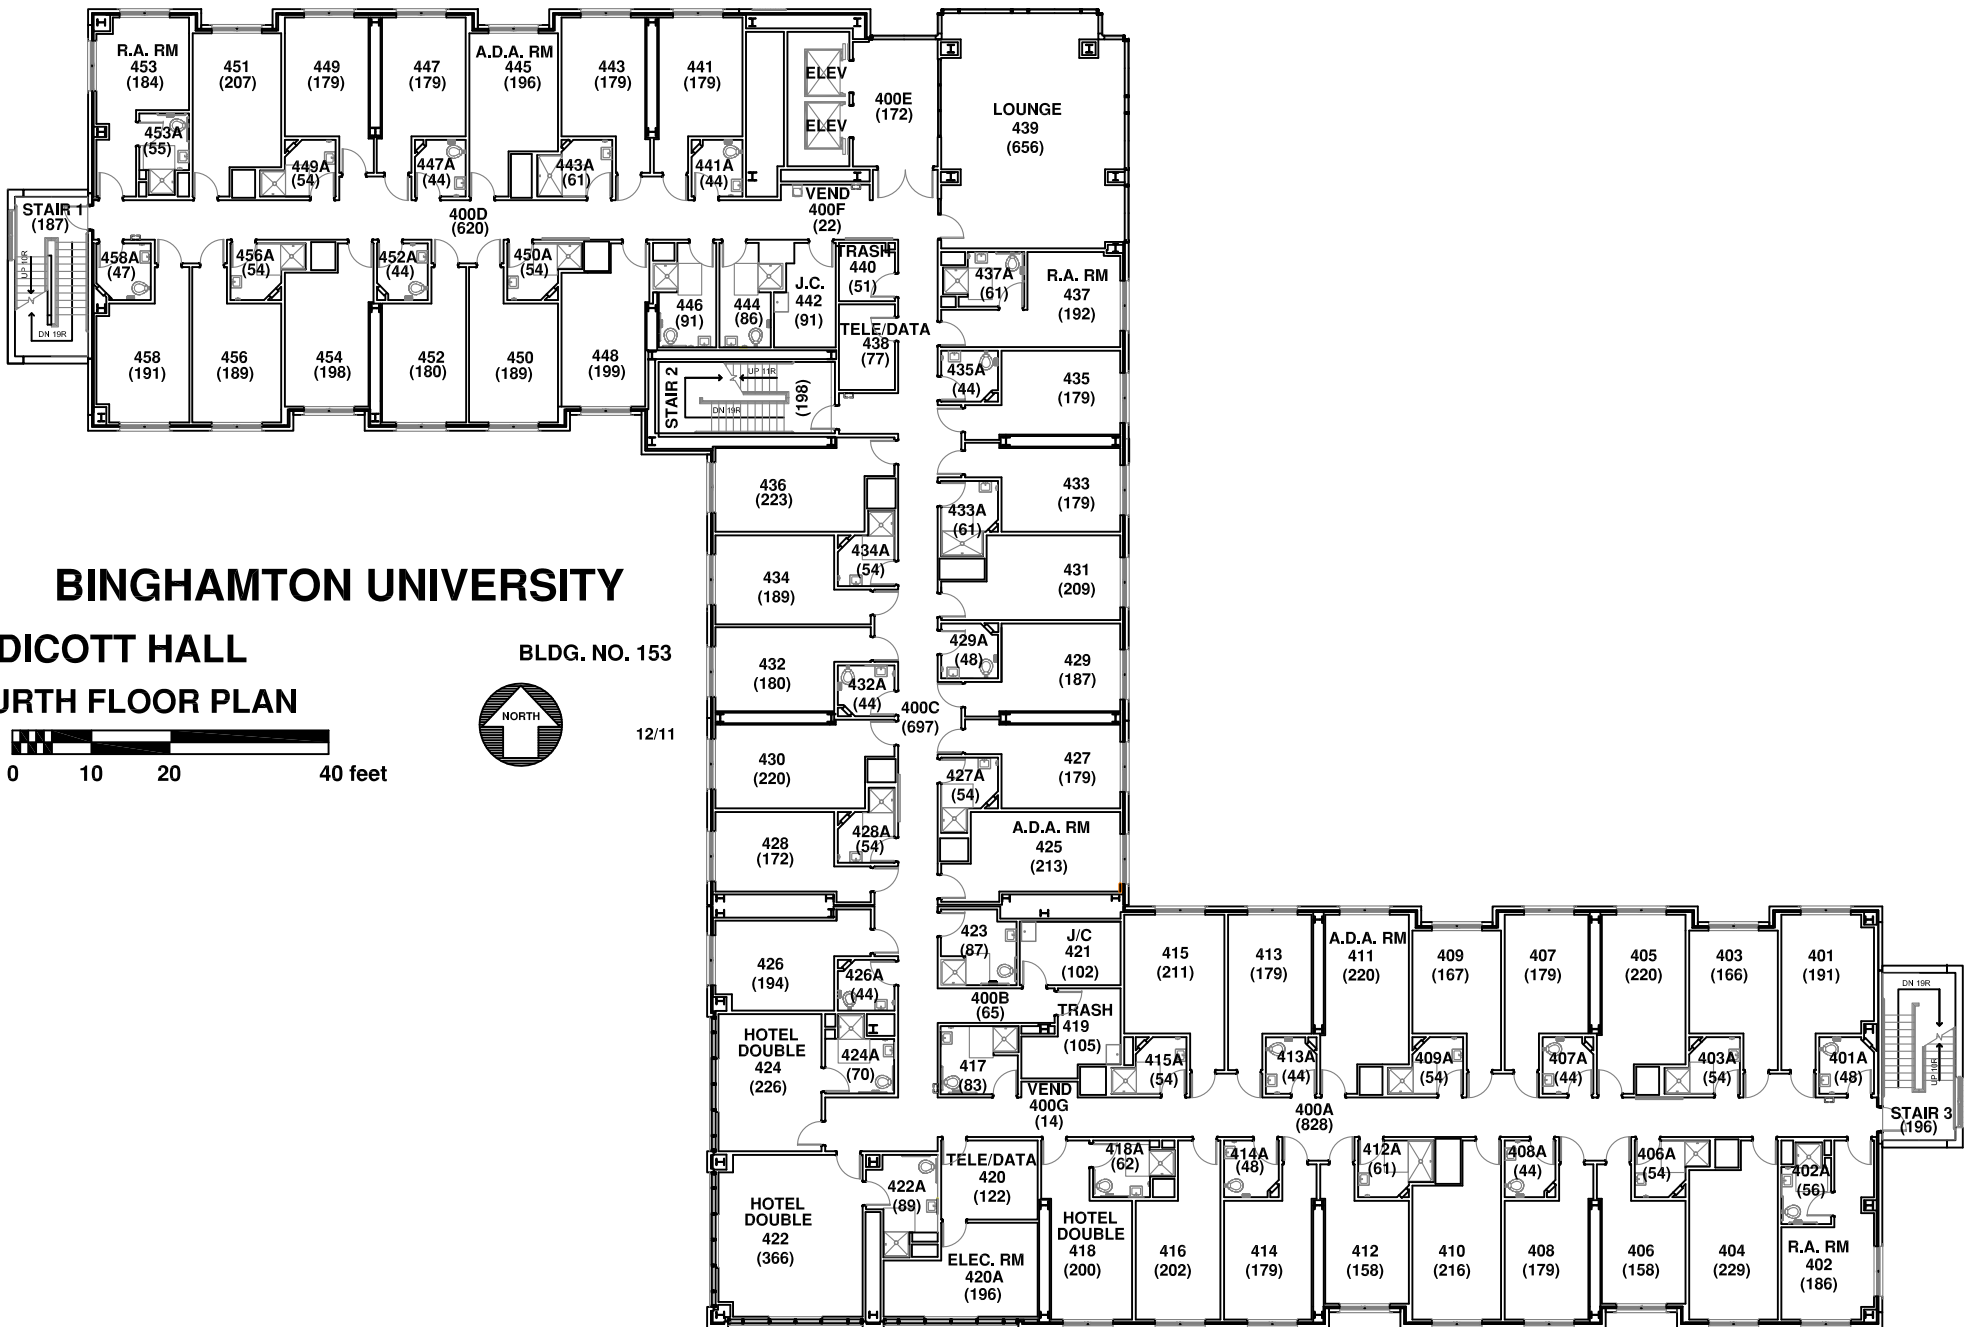 R.A. RM
453
(184)
451
(207)
449
(179)
447
(179)
A.D.A. RM
445
(196)
443
(179)
441
(179)
ELEV
ELEV
400E
(172)
LOUNGE
439
(656)
453A
(55)
449A
(54)
447A
(44)
443A
(61)
441A
(44)
STAIR 1
(187)
UP 10R
DN 19R
400D
(620)
VEND
400F
(22)
458A
(47)
456A
(54)
452A
(44)
450A
(54)
446
(91)
444
(86)
J.C.
442
(91)
TRASH
440
(51)
TELE/DATA
438
(77)
437A
(61)
R.A. RM
437
(192)
458
(191)
456
(189)
454
(198)
452
(180)
450
(189)
448
(199)
STAIR 2
UP 11R
DN 19R
(198)
435A
(44)
435
(179)
436
(223)
433
(179)
433A
(61)
434A
(54)
434
(189)
431
(209)
BINGHAMTON UNIVERSITY
DICOTT HALL
BLDG. NO. 153
URTH FLOOR PLAN
NORTH
12/11
0 10 20 40 feet
429A
(48)
429
(187)
432
(180)
432A
(44)
400C
(697)
430
(220)
427
(179)
427A
(54)
428
(172)
428A
(54)
A.D.A. RM
425
(213)
426
(194)
426A
(44)
423
(87)
J/C
421
(102)
400B
(65)
TRASH
419
(105)
HOTEL
DOUBLE
424
(226)
424A
(70)
417
(83)
VEND
400G
(14)
415
(211)
413
(179)
A.D.A. RM
411
(220)
409
(167)
407
(179)
405
(220)
403
(166)
401
(191)
415A
(54)
413A
(44)
409A
(54)
407A
(44)
403A
(54)
401A
(48)
DN 19R
UP 10R
STAIR 3
(196)
400A
(828)
HOTEL
DOUBLE
422
(366)
422A
(89)
TELE/DATA
420
(122)
ELEC. RM
420A
(196)
418A
(62)
414A
(48)
412A
(61)
408A
(44)
406A
(54)
402A
(56)
HOTEL
DOUBLE
418
(200)
416
(202)
414
(179)
412
(158)
410
(216)
408
(179)
406
(158)
404
(229)
R.A. RM
402
(186)